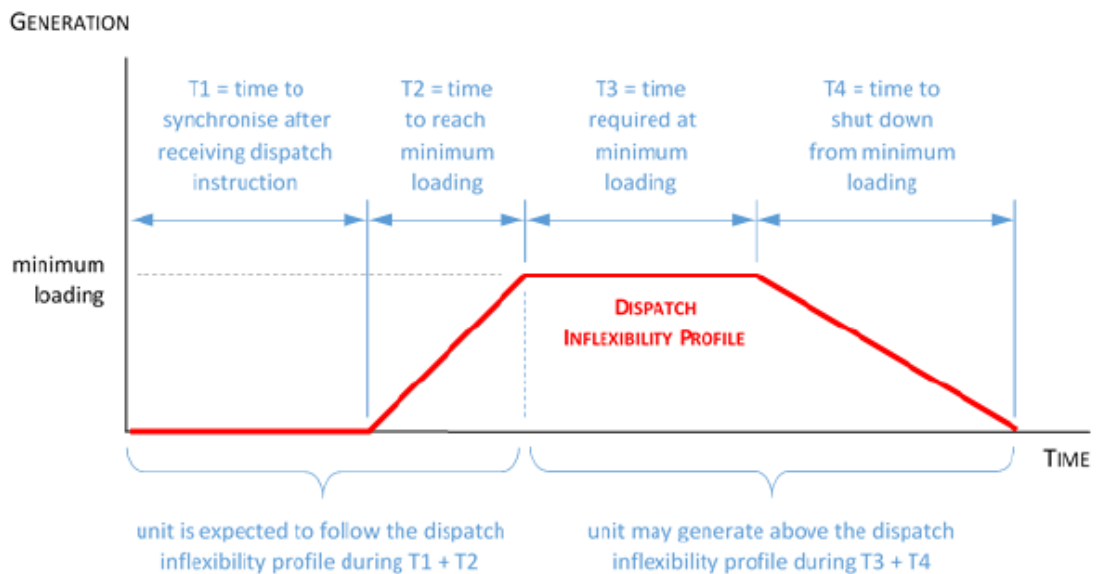 GENERATION
T1 = time to
synchronise after
receiving dispatch
instruction
T2 = time
to reach
minimum
loading
T3 = time
required at
minimum
loading
T4 = time to
shut down
from minimum
loading
minimum
loading
DISPATCH
INFLEXIBILITY PROFILE
TIME
unit is expected to follow the dispatch
inflexibility profile during T1 + T2
unit may generate above the dispatch
inflexibility profile during T3 + T4